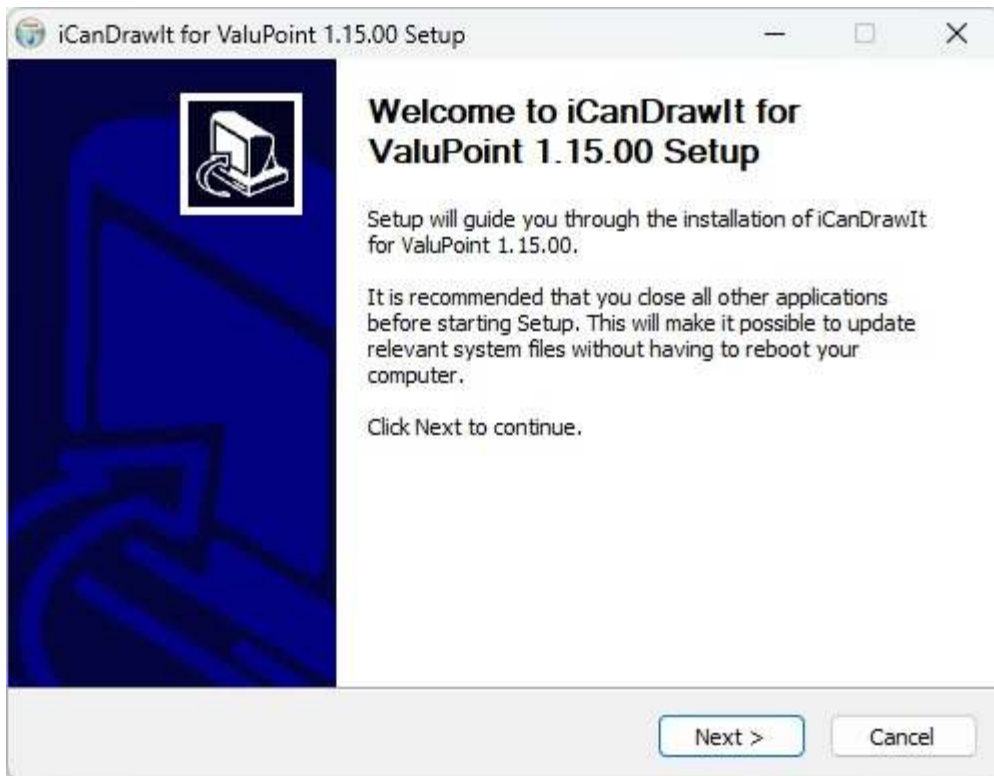 iCanDrawIt for ValuPoint 1.15.00 Setup
Welcome to iCanDrawIt for
ValuPoint 1.15.00 Setup
Setup will guide you through the installation of iCanDrawIt
for ValuPoint 1.15.00.
It is recommended that you close all other applications
before starting Setup. This will make it possible to update
relevant system files without having to reboot your
computer.
Click Next to continue.
Next >
Cancel